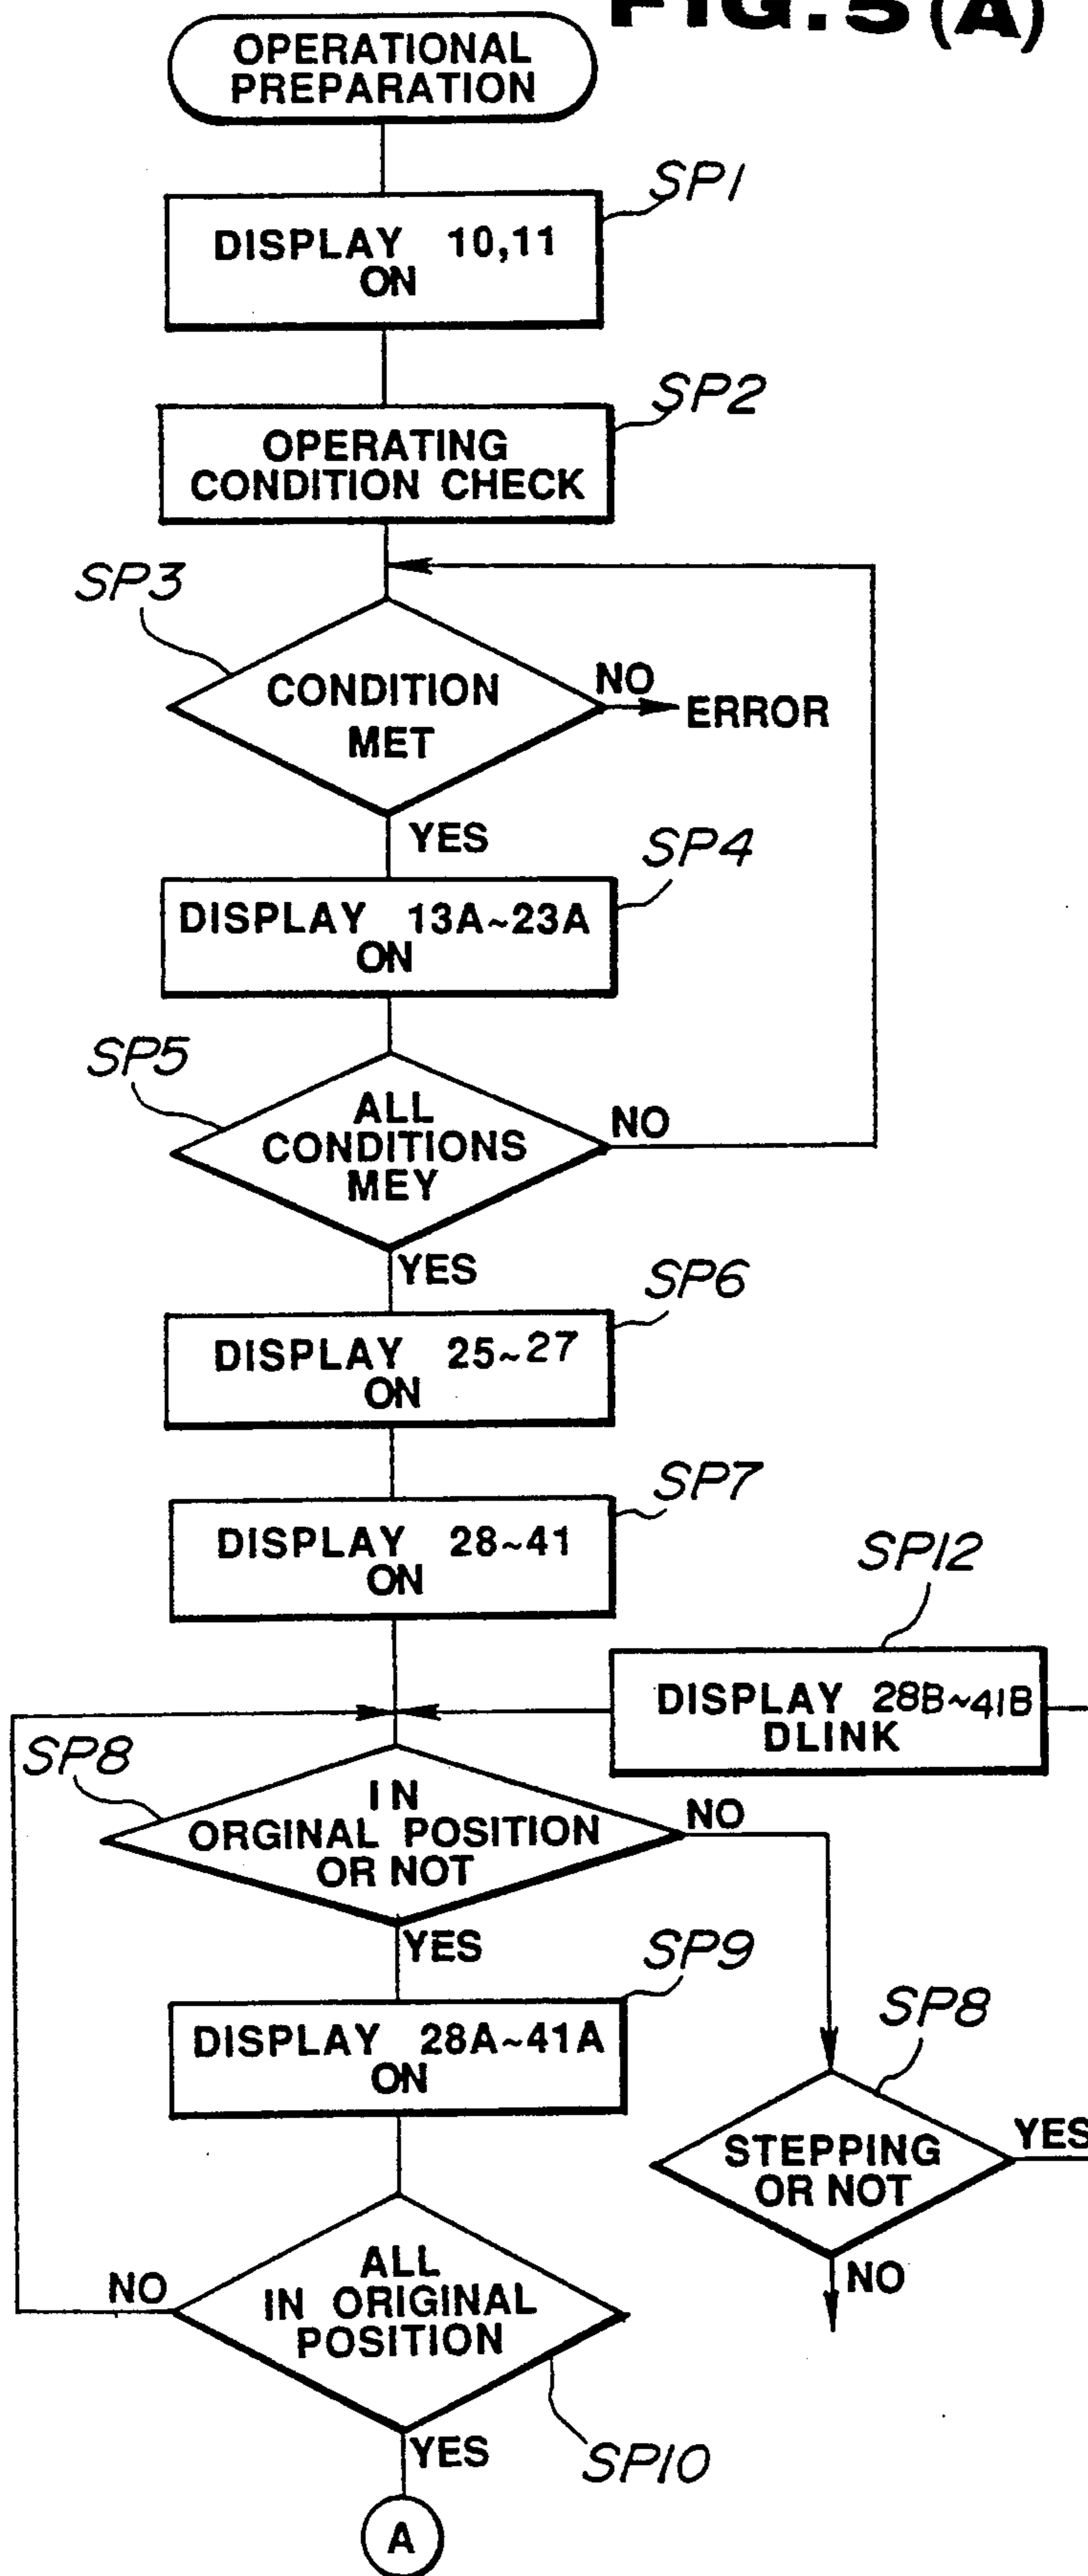 FIG. 5 (A)
OPERATIONAL
PREPARATION
SP1
DISPLAY 10,11
ON
SP2
OPERATING
CONDITION CHECK
SP3
CONDITION
MET
NO
ERROR
YES
SP4
DISPLAY 13A~23A
ON
SP5
ALL
CONDITIONS
MEY
NO
YES
SP6
DISPLAY 25~27
ON
SP7
DISPLAY 28~41
ON
SP12
DISPLAY 28B~41B
DLINK
SP8
IN
ORGINAL POSITION
OR NOT
NO
YES
SP9
DISPLAY 28A~41A
ON
SP8
STEPPING
OR NOT
YES
NO
ALL
IN ORIGINAL
POSITION
NO
YES
SP10
A